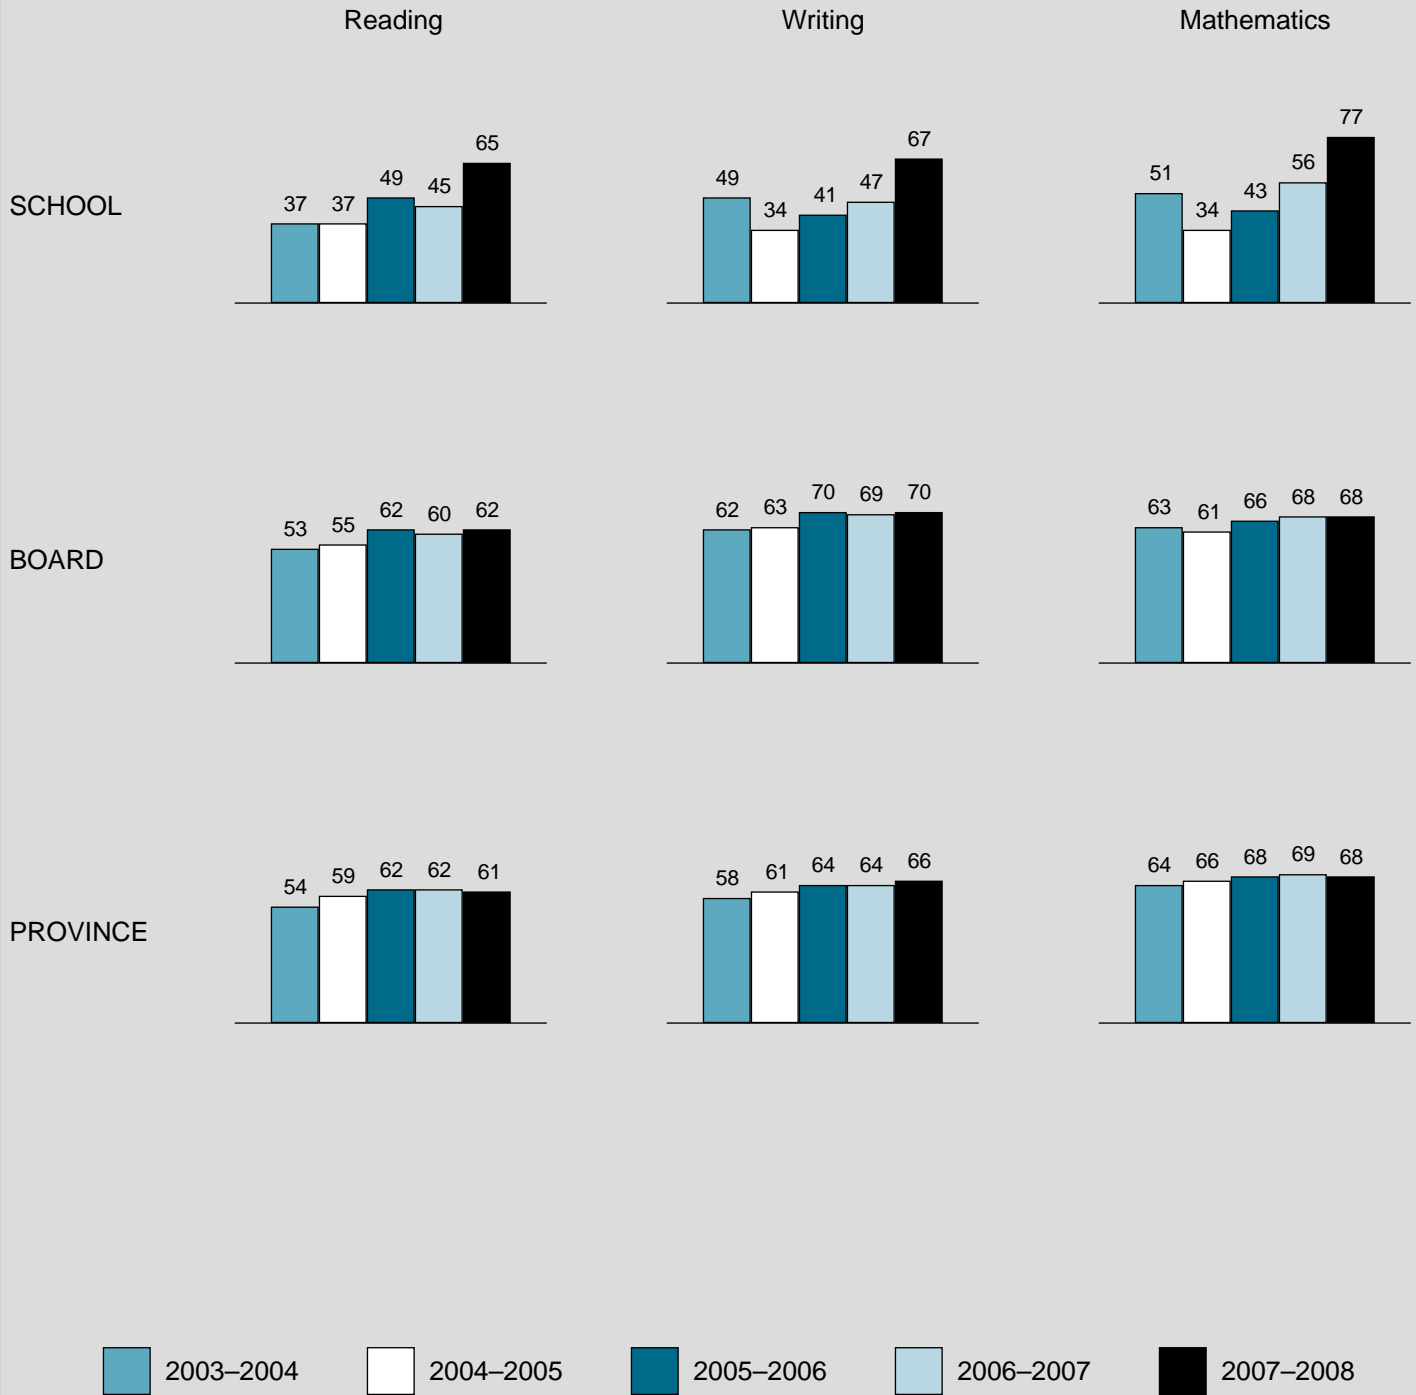 Reading Writing Mathematics
SCHOOL
37 37 49 45 65
49 34 41 47 67
51 34 43 56 77
BOARD
53 55 62 60 62
62 63 70 69 70
63 61 66 68 68
PROVINCE
54 59 62 62 61
58 61 64 64 66
64 66 68 69 68
2003–2004 2004–2005 2005–2006 2006–2007 2007–2008